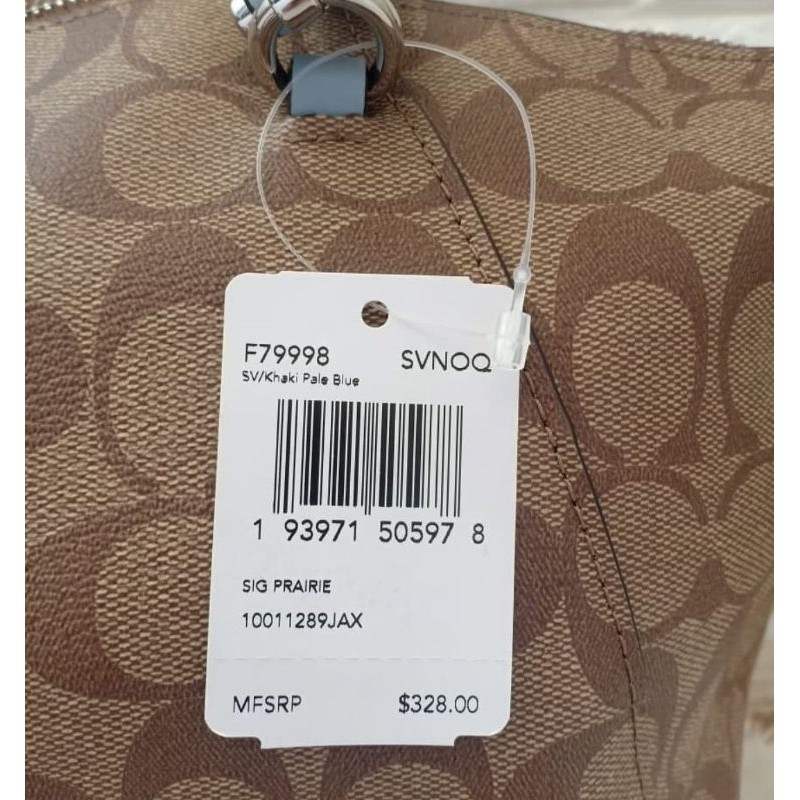 F79998 SVNOQ
SV/Khaki Pale Blue
1 93971 50597 8
SIG PRAIRIE
10011289JAX
MFSRP $328.00